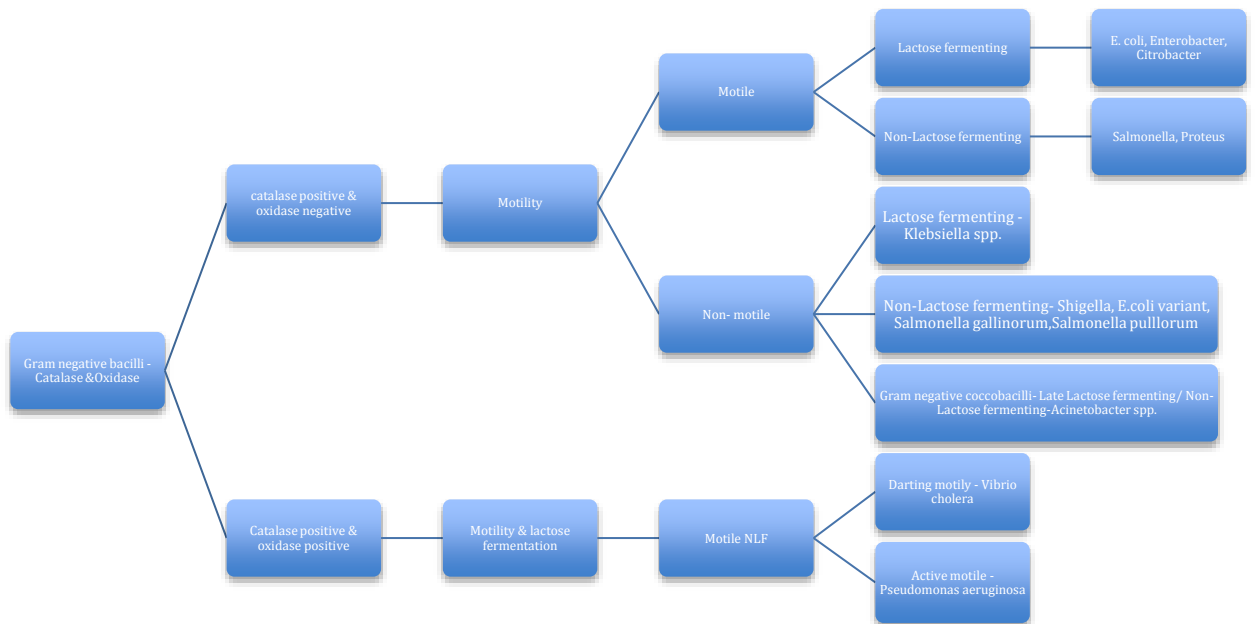 Gram negative bacilli -
Catalase &Oxidase
catalase positive &
oxidase negative
Motility
Motile
Lactose fermenting
E. coli, Enterobacter,
Citrobacter
Non-Lactose fermenting
Salmonella, Proteus
Non- motile
Lactose fermenting -
Klebsiella spp.
Non-Lactose fermenting- Shigella, E.coli variant,
Salmonella gallinorum,Salmonella pulllorum
Gram negative coccobacilli- Late Lactose fermenting/ Non-
Lactose fermenting-Acinetobacter spp.
Catalase positive &
oxidase positive
Motility & lactose
fermentation
Motile NLF
Darting motily - Vibrio
cholera
Active motile -
Pseudomonas aeruginosa